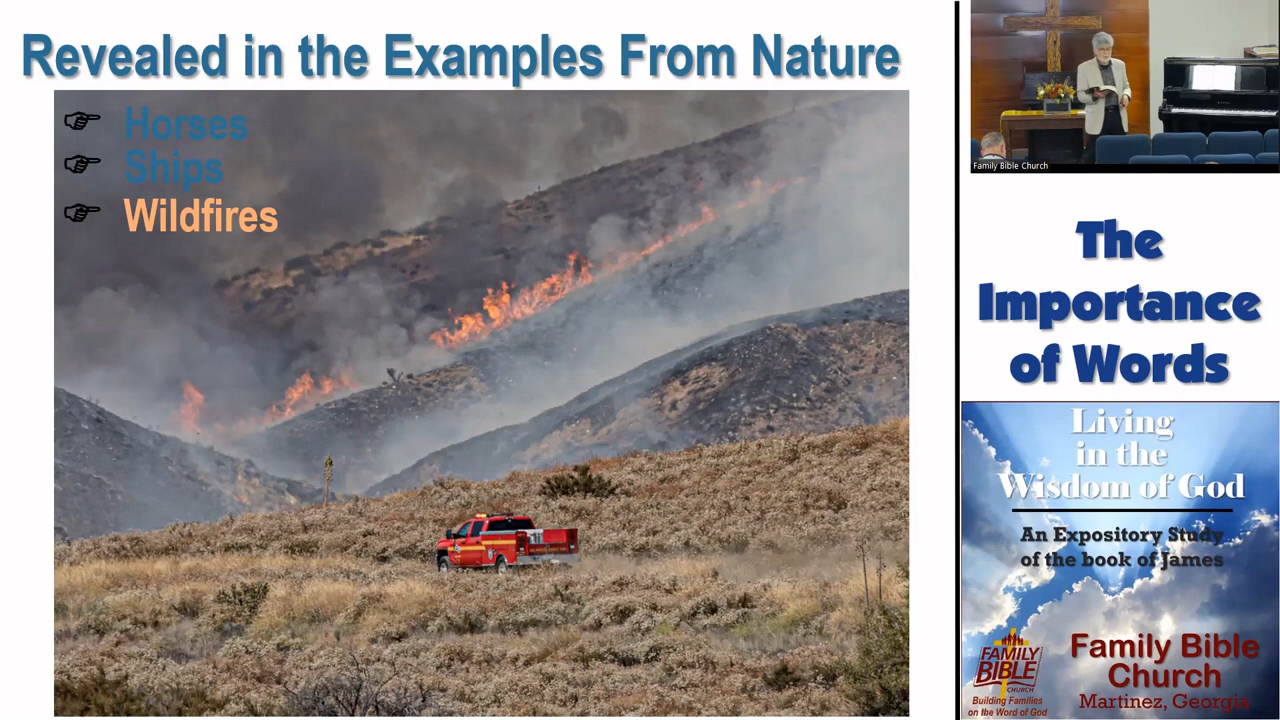 Revealed in the Examples From Nature
Horses
Ships
Wildfires
Family Bible Church
The
Importance
of Words
Living
in the
Wisdom of God
An Expository Study
of the book of James
FAMILY
BIBLE
CHURCH
Building Families
on the Word of God
Family Bible
Church
Martinez, Georgia